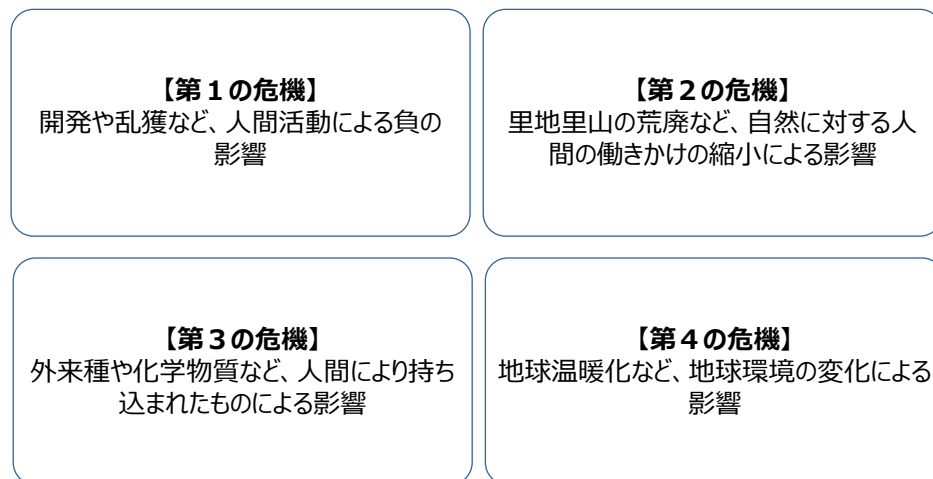 【第１の危機】
開発や乱獲など、人間活動による負の
影響
【第２の危機】
里地里山の荒廃など、自然に対する人
間の働きかけの縮小による影響
【第３の危機】
外来種や化学物質など、人間により持ち
込まれたものによる影響
【第４の危機】
地球温暖化など、地球環境の変化による
影響